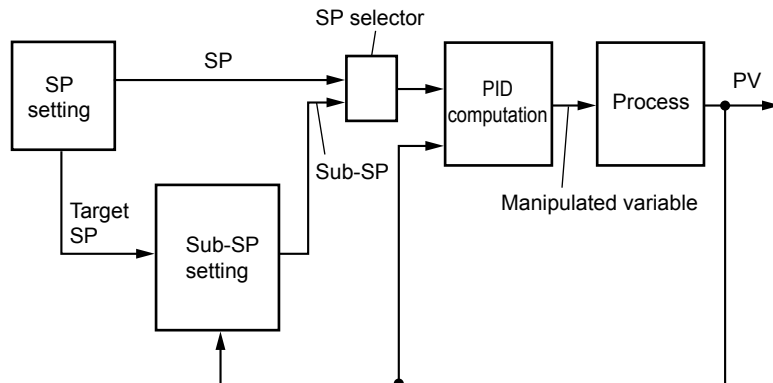 SP selector
SP
setting
SP
PID
computation
Process
PV
Sub-SP
Manipulated variable
Target
SP
Sub-SP
setting